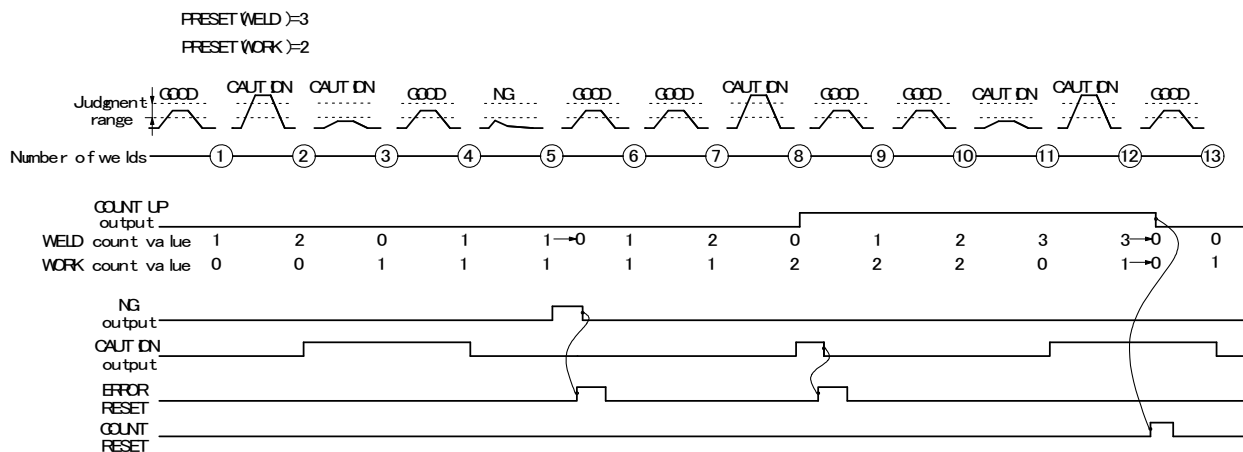 PRESET(WELD)=3
PRESET(WORK)=2
GOOD CAUTION CAUTION GOOD NG GOOD GOOD CAUTION GOOD GOOD CAUTION CAUTION GOOD
Judgment
range
Number of welds 1 2 3 4 5 6 7 8 9 10 11 12 13
COUNT UP
output
WELD count value 1 2 0 1 1→0 1 2 0 1 2 3 3→0 0
WORK count value 0 0 1 1 1 1 1 2 2 2 0 1→0 1
NG
output
CAUTION
output
ERROR
RESET
COUNT
RESET